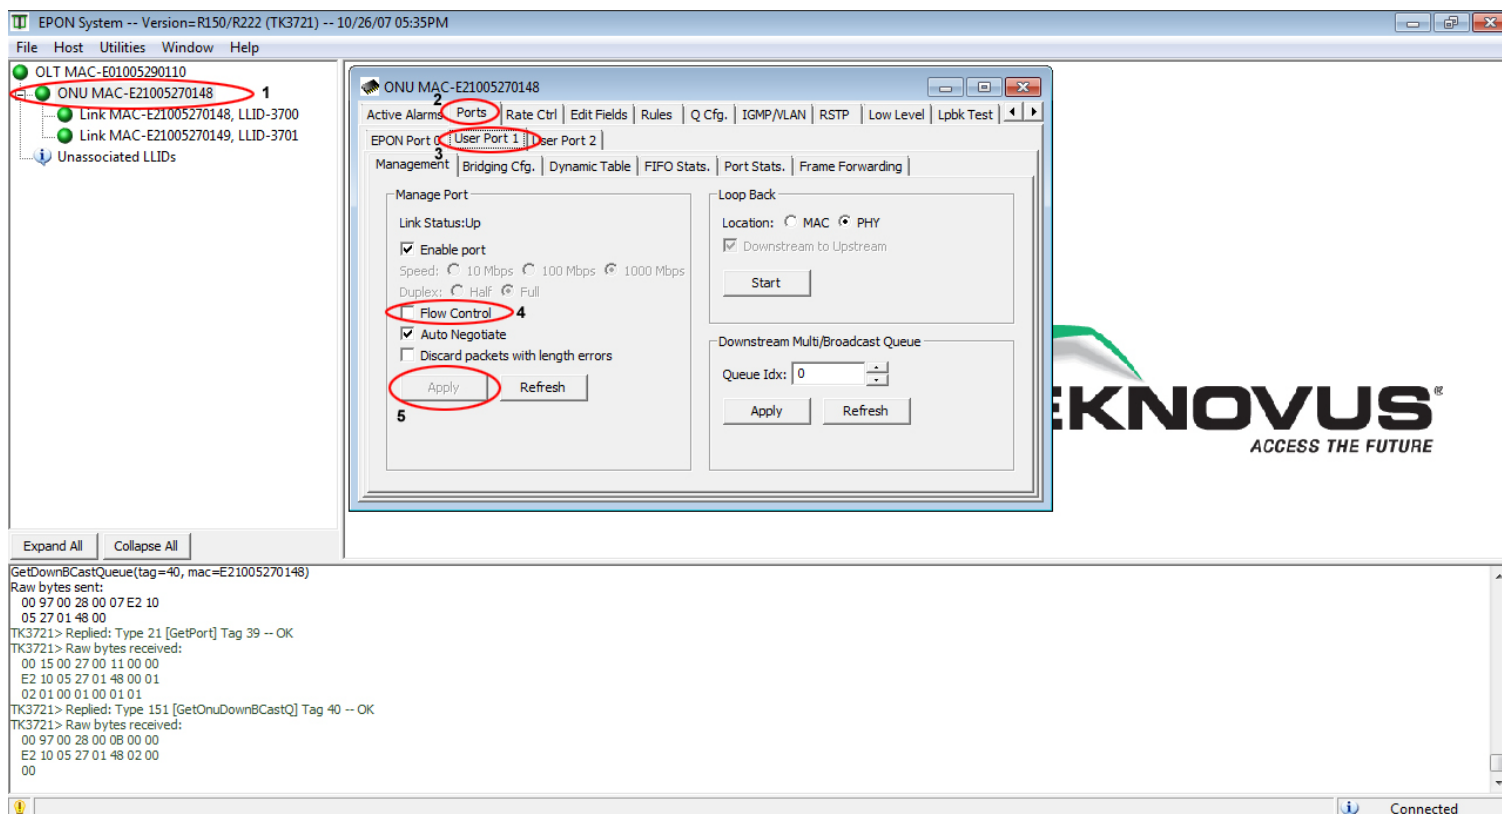 EPON System -- Version=R150/R222 (TK3721) -- 10/26/07 05:35PM
File Host Utilities Window Help
OLT MAC-E01005290110
ONU MAC-E21005270148 1
Link MAC-E21005270148, LLID-3700
Link MAC-E21005270149, LLID-3701
Unassociated LLIDs
Expand All Collapse All
ONU MAC-E21005270148
2
Active Alarms Ports Rate Ctrl Edit Fields Rules Q Cfg. IGMP/VLAN RSTP Low Level Lpbk Test
EPON Port 0 User Port 1 User Port 2
3
Management Bridging Cfg. Dynamic Table FIFO Stats. Port Stats. Frame Forwarding
Manage Port
Link Status:Up
Enable port
Speed: 10 Mbps 100 Mbps 1000 Mbps
Duplex: Half Full
Flow Control 4
Auto Negotiate
Discard packets with length errors
Apply Refresh
5
Loop Back
Location: MAC PHY
Downstream to Upstream
Start
Downstream Multi/Broadcast Queue
Queue Idx: 0
Apply Refresh
EKNOVUS®
ACCESS THE FUTURE
GetDownBCastQueue(tag=40, mac=E21005270148)
Raw bytes sent:
00 97 00 28 00 07 E2 10
05 27 01 48 00
TK3721> Replied: Type 21 [GetPort] Tag 39 -- OK
TK3721> Raw bytes received:
00 15 00 27 00 11 00 00
E2 10 05 27 01 48 00 01
02 01 00 01 00 01 01
TK3721> Replied: Type 151 [GetOnuDownBCastQ] Tag 40 -- OK
TK3721> Raw bytes received:
00 97 00 28 00 0B 00 00
E2 10 05 27 01 48 02 00
00
Connected